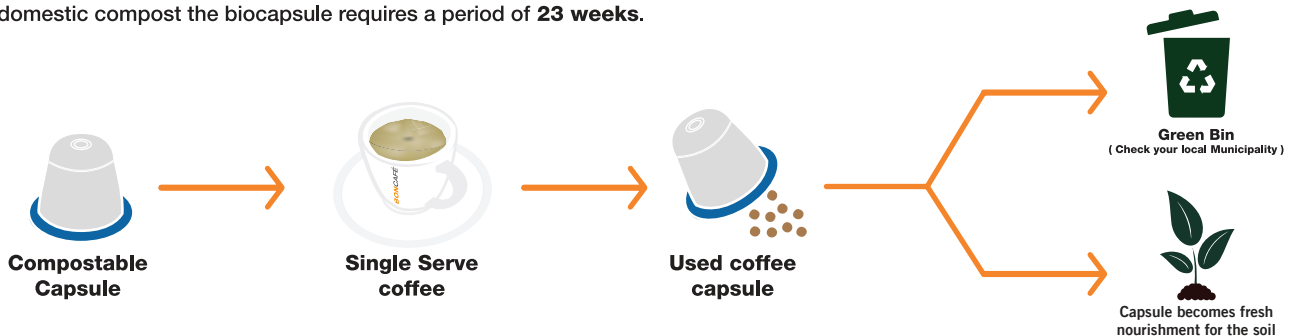 domestic compost the biocapsule requires a period of 23 weeks.
Compostable
Capsule
BONCAFÉ
Single Serve
coffee
Used coffee
capsule
Green Bin
( Check your local Municipality )
Capsule becomes fresh
nourishment for the soil